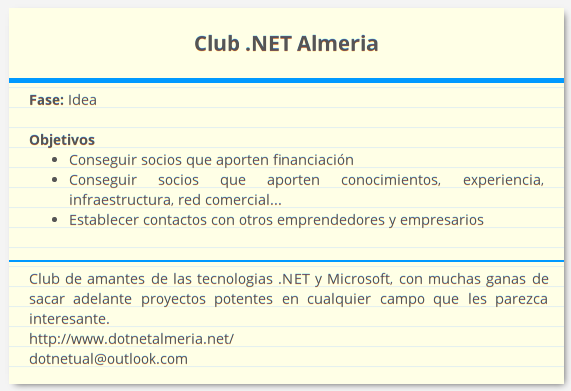 Club .NET Almeria
Fase: Idea
Objetivos
• Conseguir socios que aporten financiación
• Conseguir socios que aporten conocimientos, experiencia,
infraestructura, red comercial...
• Establecer contactos con otros emprendedores y empresarios
Club de amantes de las tecnologias .NET y Microsoft, con muchas ganas de
sacar adelante proyectos potentes en cualquier campo que les parezca
interesante.
http://www.dotnetalmeria.net/
dotnetual@outlook.com